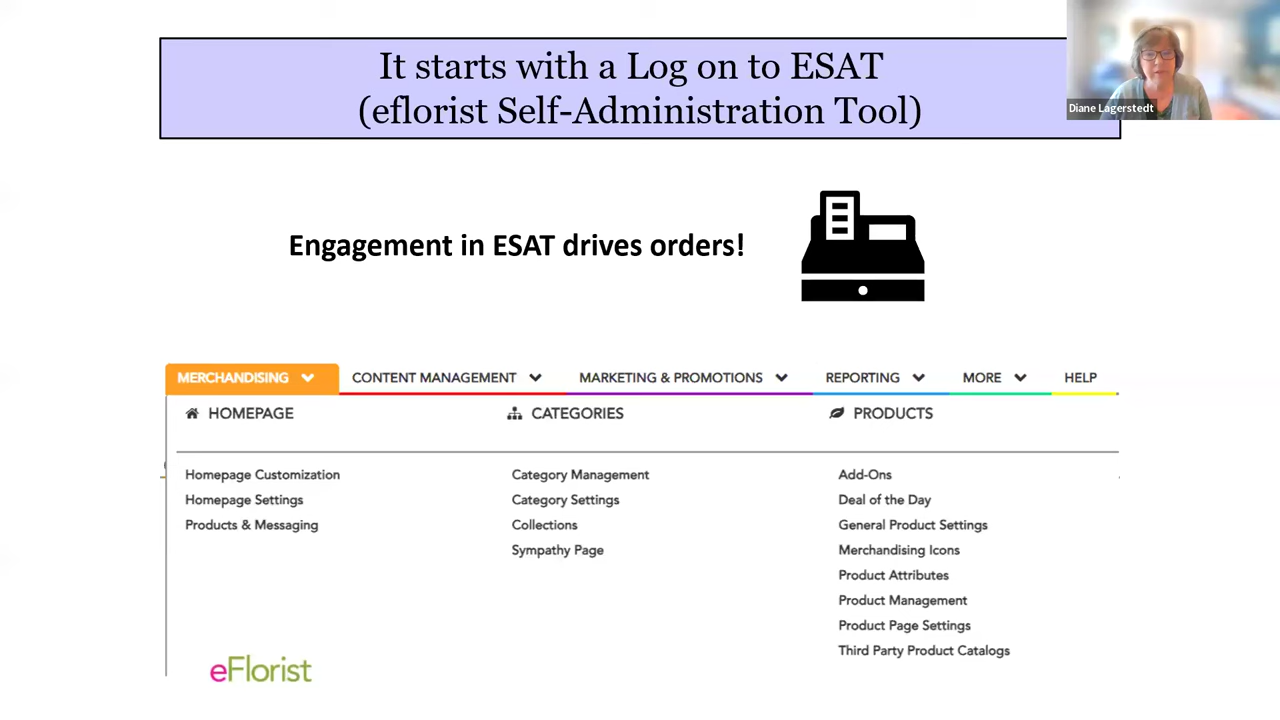 It starts with a Log on to ESAT
(eflorist Self-Administration Tool)
Diane Lagerstedt
Engagement in ESAT drives orders!
MERCHANDISING CONTENT MANAGEMENT MARKETING & PROMOTIONS REPORTING MORE HELP
HOMEPAGE CATEGORIES PRODUCTS
Homepage Customization Category Management Add-Ons
Homepage Settings Category Settings Deal of the Day
Products & Messaging Collections General Product Settings
Sympathy Page Merchandising Icons
Product Attributes
Product Management
Product Page Settings
Third Party Product Catalogs
eFlorist